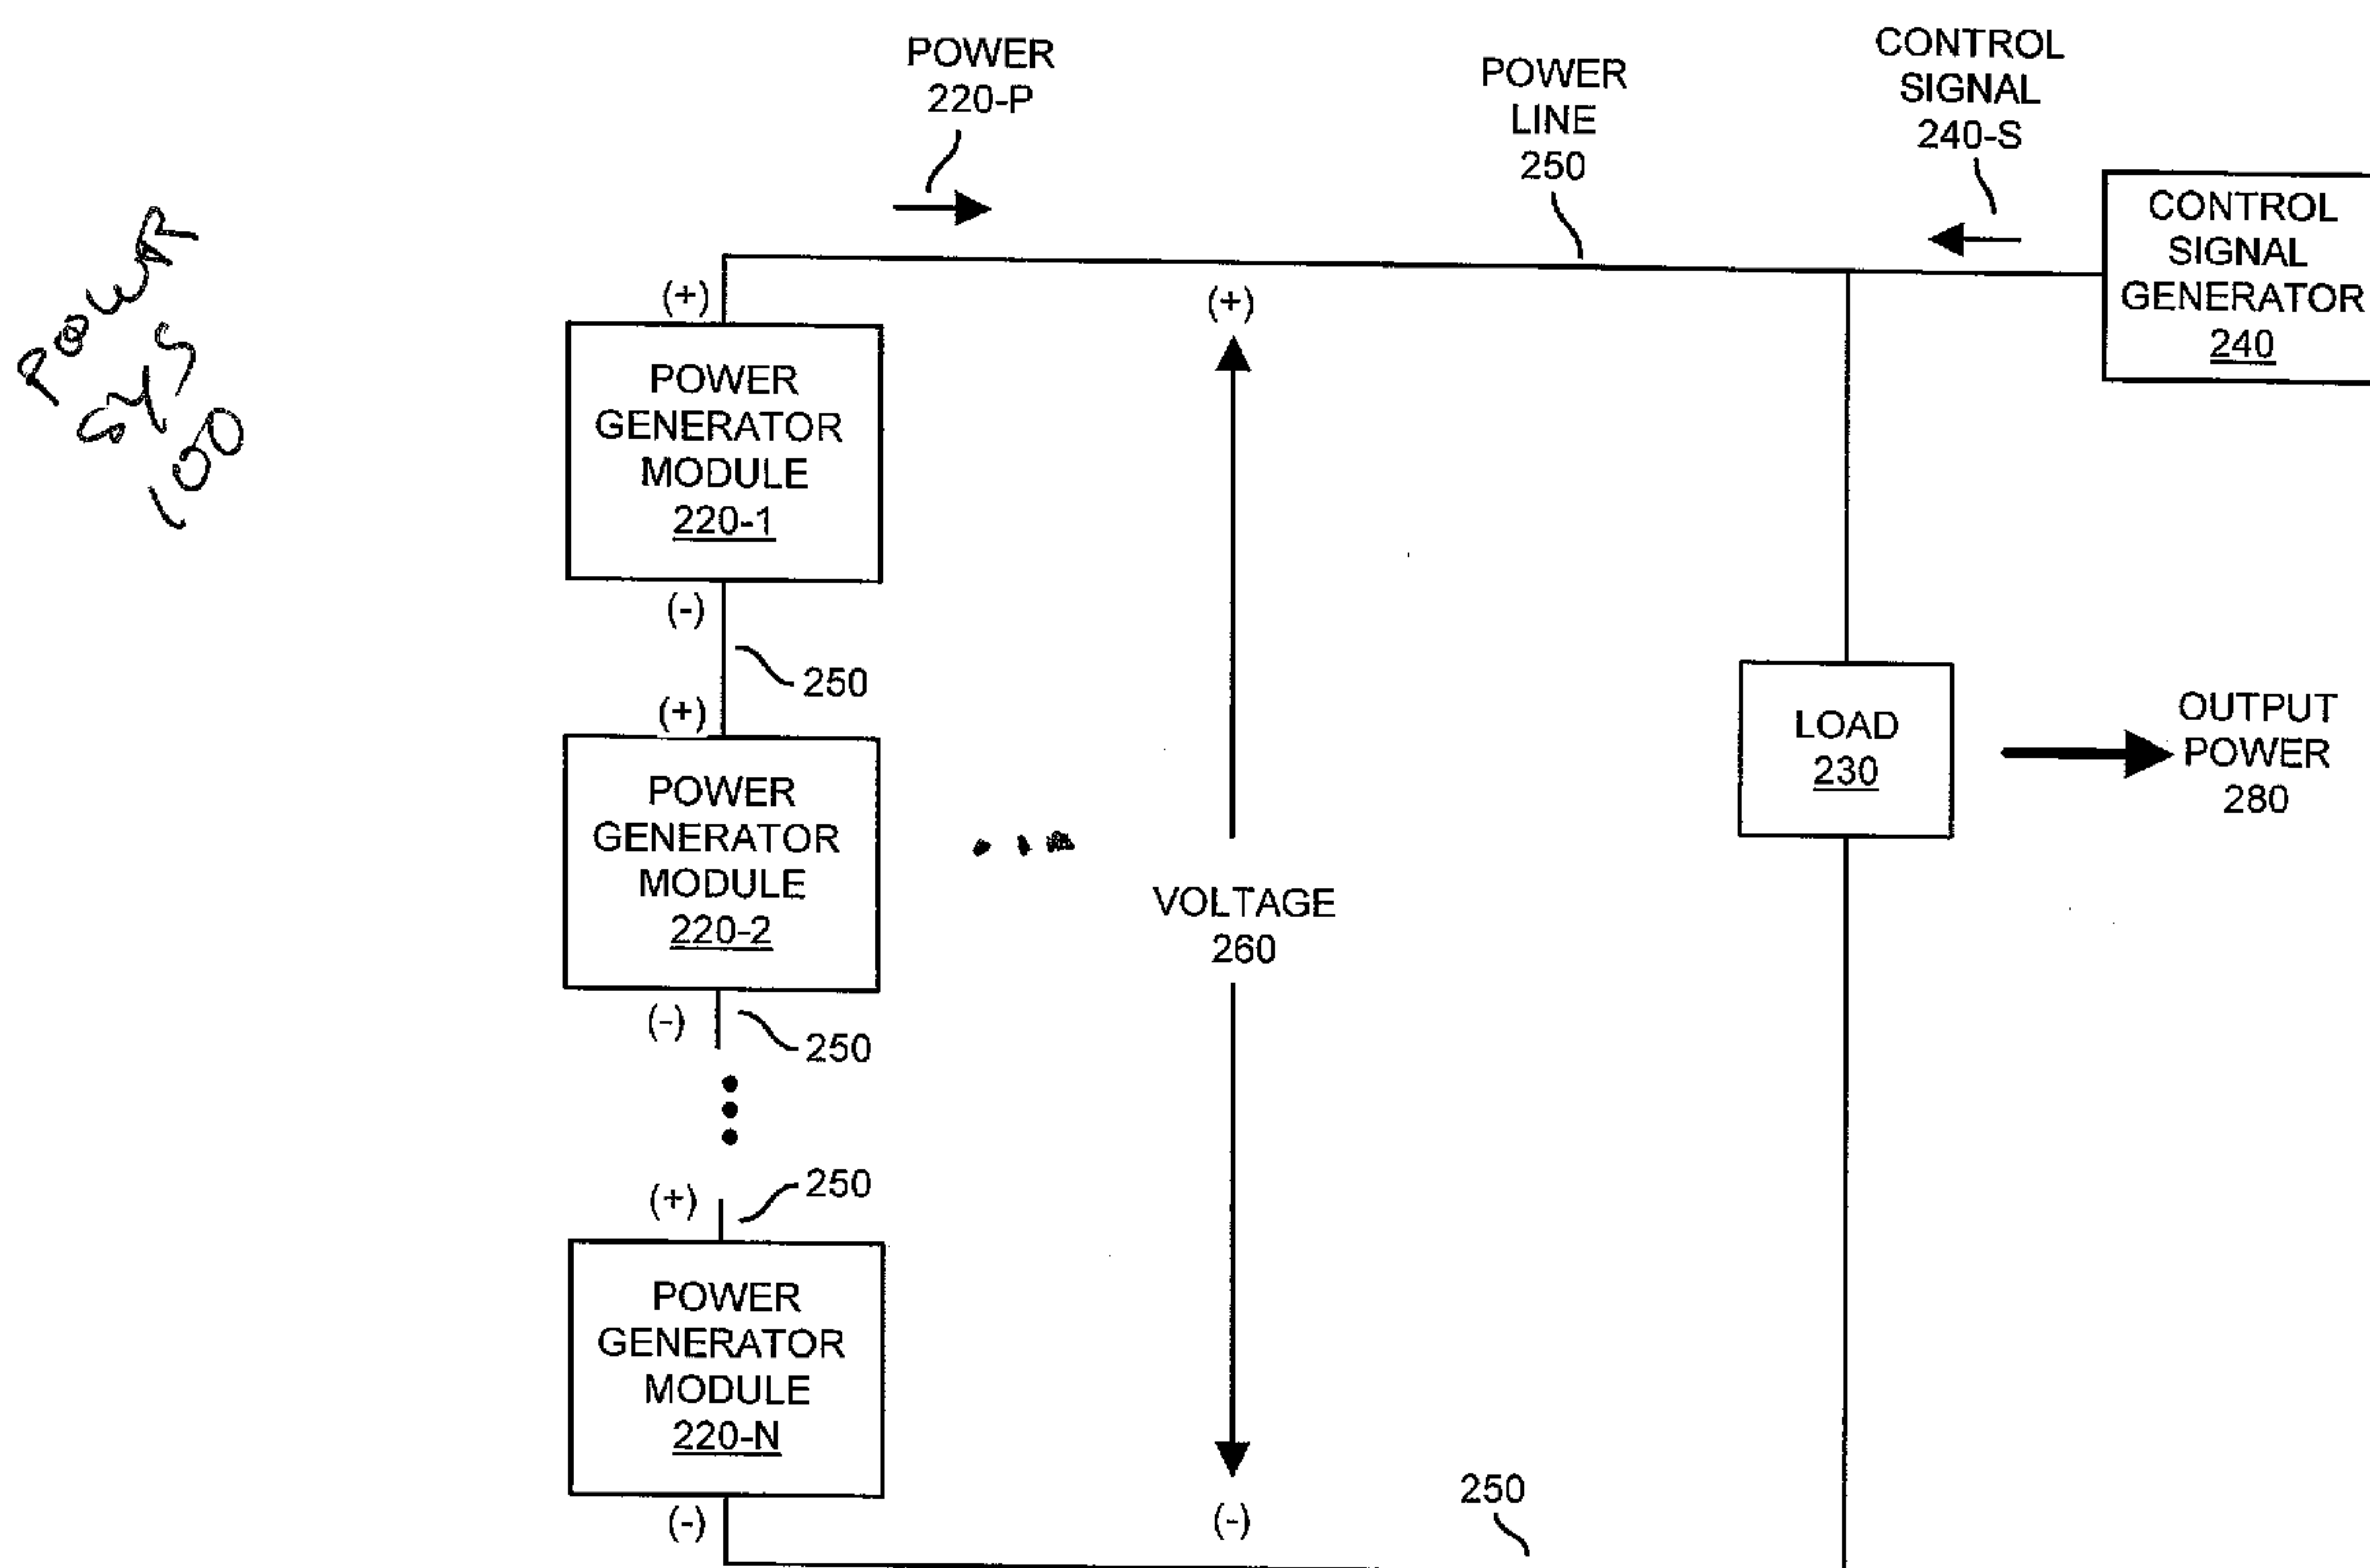 POWER
220-P
POWER
LINE
250
CONTROL
SIGNAL
240-S
CONTROL
SIGNAL
GENERATOR
240
POWER
SYS
100
(+)
(+)
POWER
GENERATOR
MODULE
220-1
(-)
250
(+)
POWER
GENERATOR
MODULE
220-2
(-)
250
VOLTAGE
260
LOAD
230
OUTPUT
POWER
280
(+)
250
POWER
GENERATOR
MODULE
220-N
(-)
(-)
250